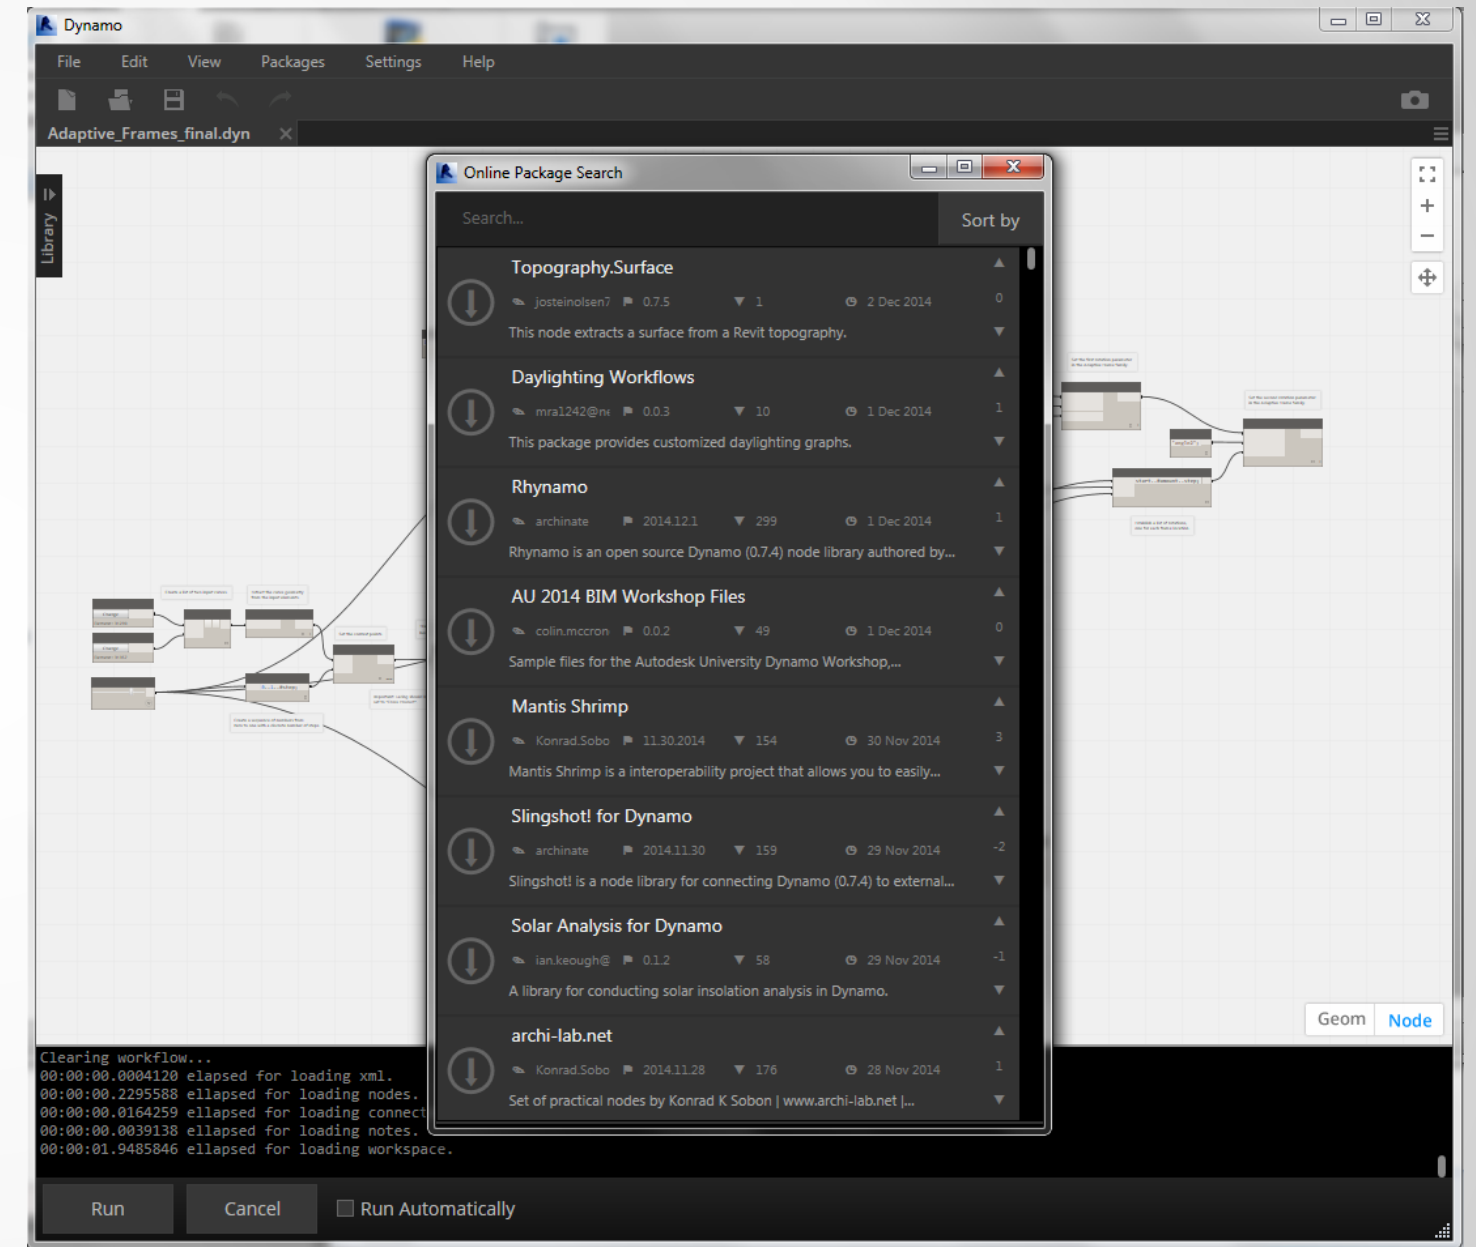 Dynamo
File Edit View Packages Settings Help
Adaptive_Frames_final.dyn
Library
Online Package Search
Search...
Sort by
Topography.Surface
josteinolsen7 0.7.5 1 2 Dec 2014 0
This node extracts a surface from a Revit topography.
Daylighting Workflows
mra1242@ne 0.0.3 10 1 Dec 2014 1
This package provides customized daylighting graphs.
Rhynamo
archinate 2014.12.1 299 1 Dec 2014 1
Rhynamo is an open source Dynamo (0.7.4) node library authored by...
AU 2014 BIM Workshop Files
colin.mccron 0.0.2 49 1 Dec 2014 0
Sample files for the Autodesk University Dynamo Workshop,...
Mantis Shrimp
Konrad.Sobo 11.30.2014 154 30 Nov 2014 3
Mantis Shrimp is a interoperability project that allows you to easily...
Slingshot! for Dynamo
archinate 2014.11.30 159 29 Nov 2014 -2
Slingshot! is a node library for connecting Dynamo (0.7.4) to external...
Solar Analysis for Dynamo
ian.keough@ 0.1.2 58 29 Nov 2014 -1
A library for conducting solar insolation analysis in Dynamo.
archi-lab.net
Konrad.Sobo 2014.11.28 176 28 Nov 2014 1
Set of practical nodes by Konrad K Sobon | www.archi-lab.net |...
Geom Node
Clearing workflow...
00:00:00.0004120 elapsed for loading xml.
00:00:00.2295588 ellapsed for loading nodes.
00:00:00.0164259 ellapsed for loading connect
00:00:00.0039138 ellapsed for loading notes.
00:00:01.9485846 ellapsed for loading workspace.
Run Cancel Run Automatically